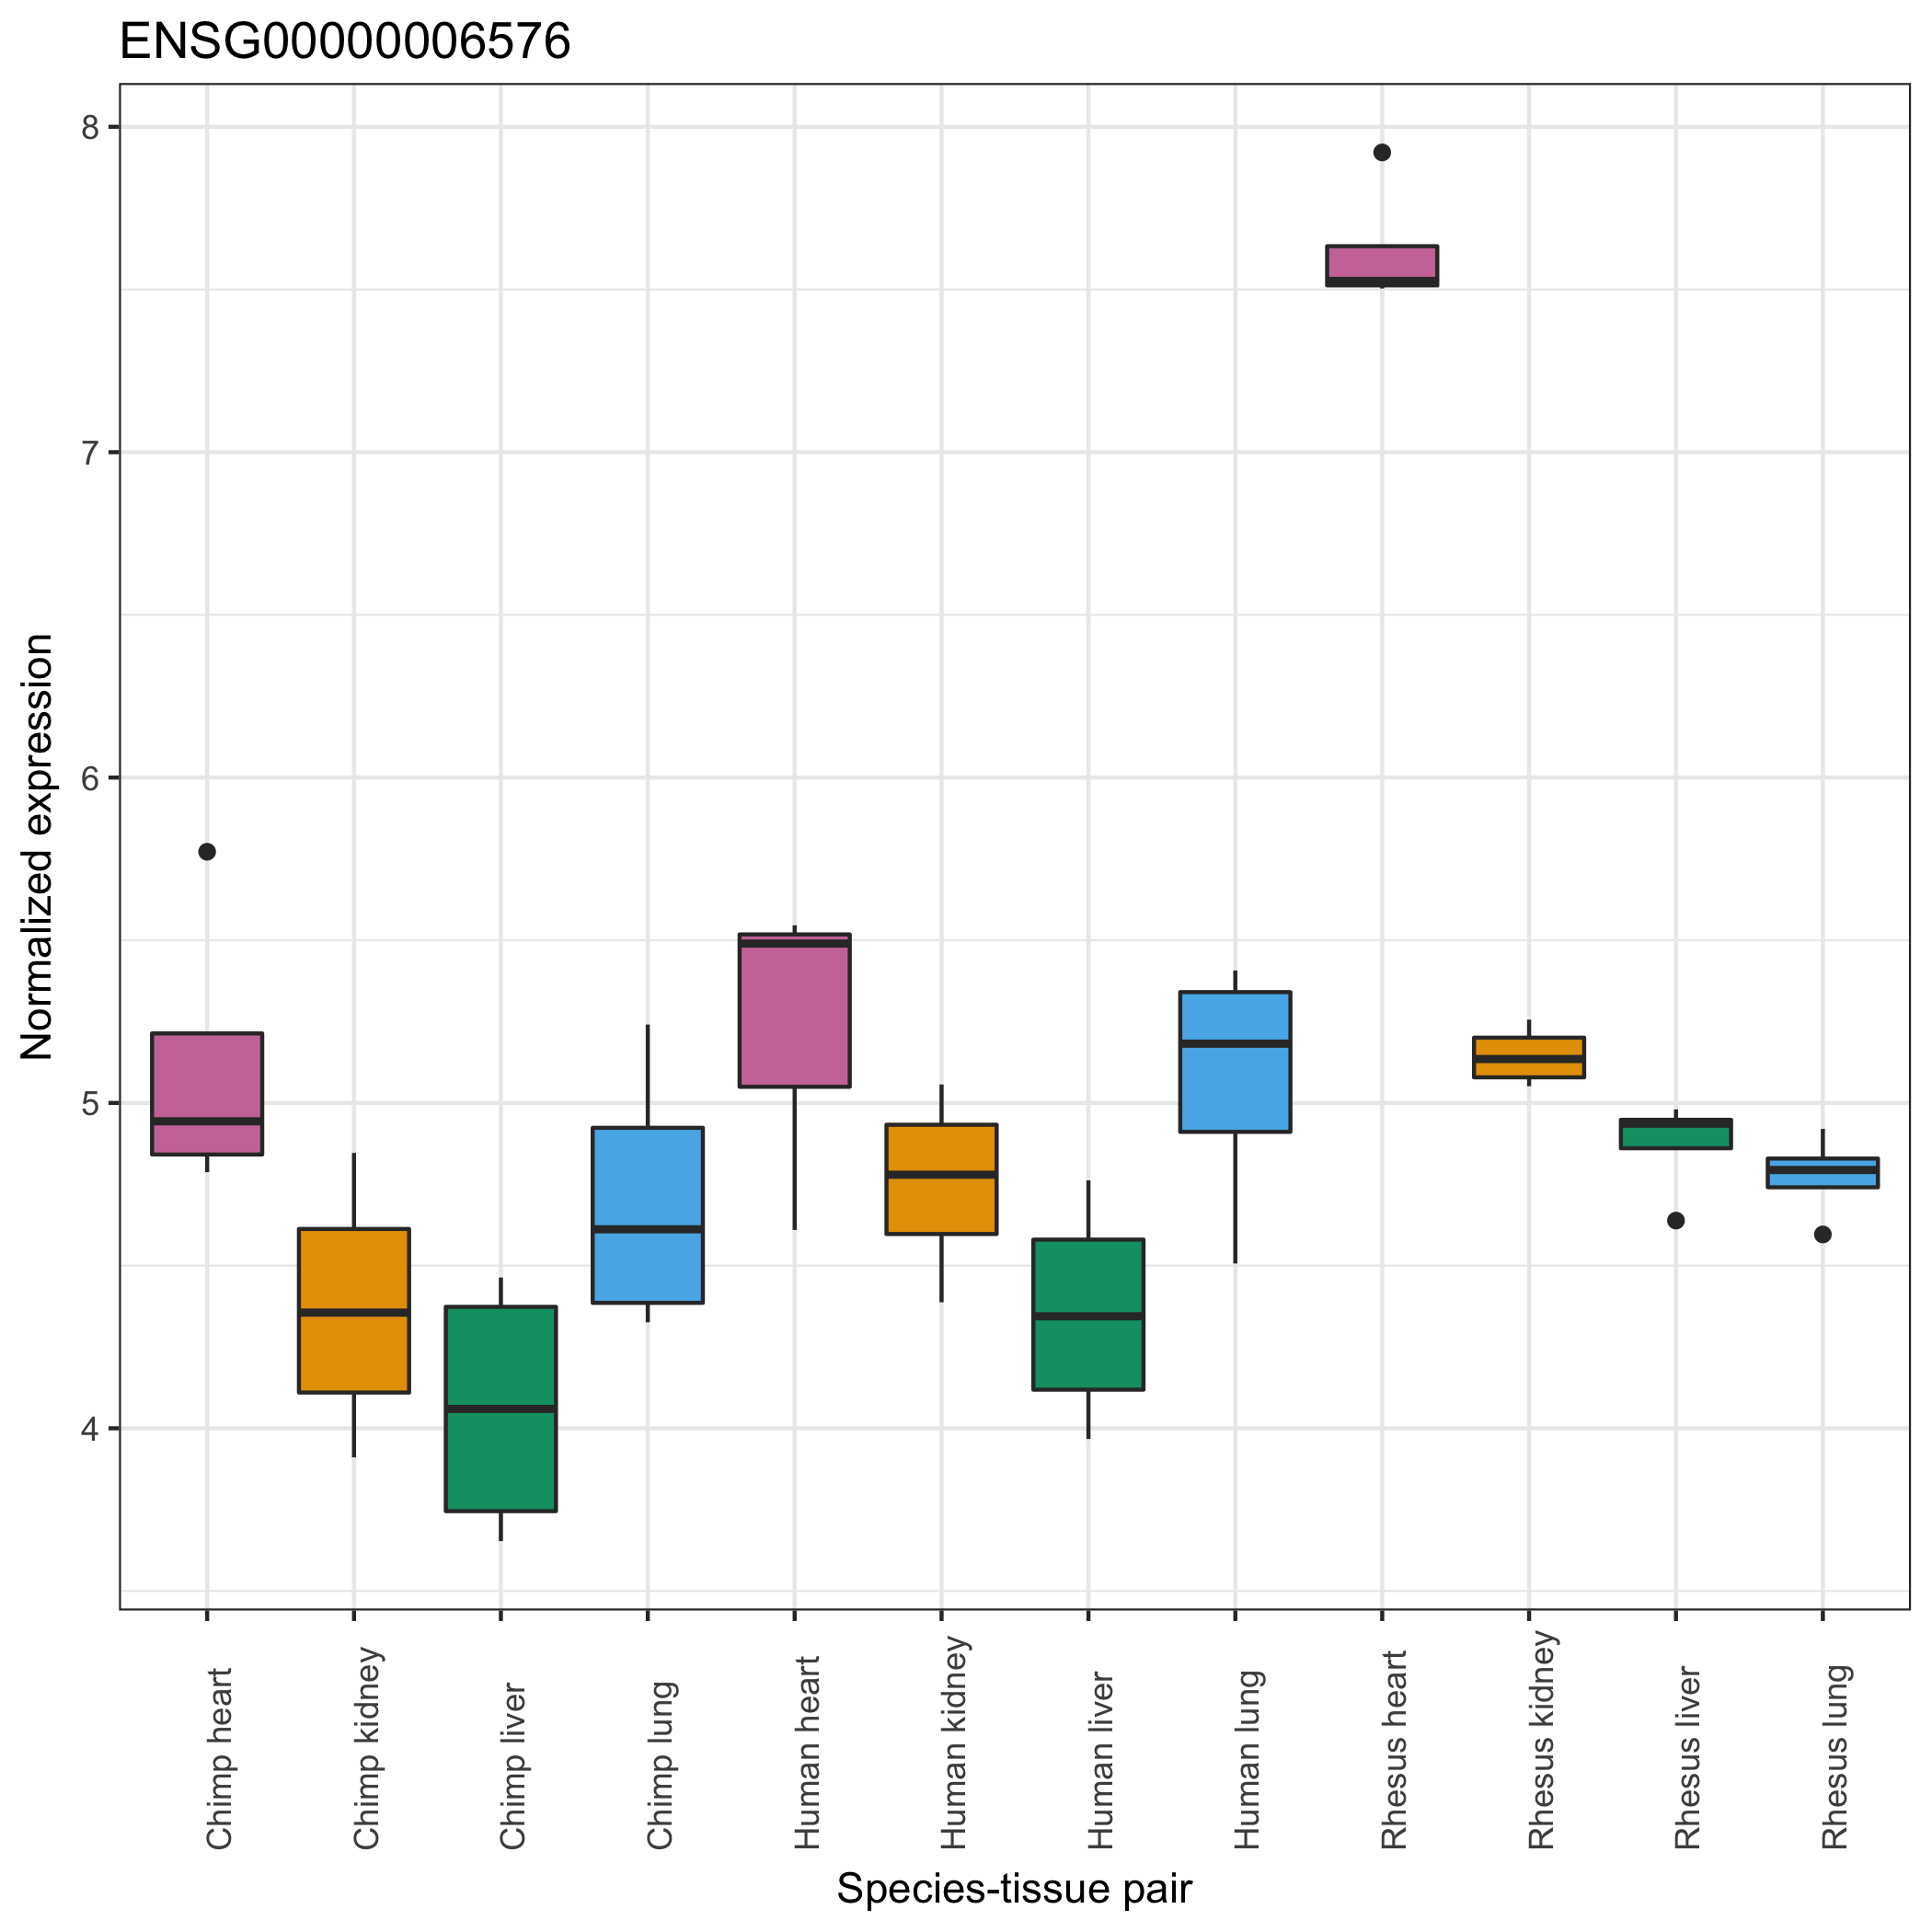 ENSG00000006576
Normalized expression
8
7
6
5
4
Chimp heart
Chimp kidney
Chimp liver
Chimp lung
Human heart
Human kidney
Human liver
Human lung
Rhesus heart
Rhesus kidney
Rhesus liver
Rhesus lung
Species-tissue pair